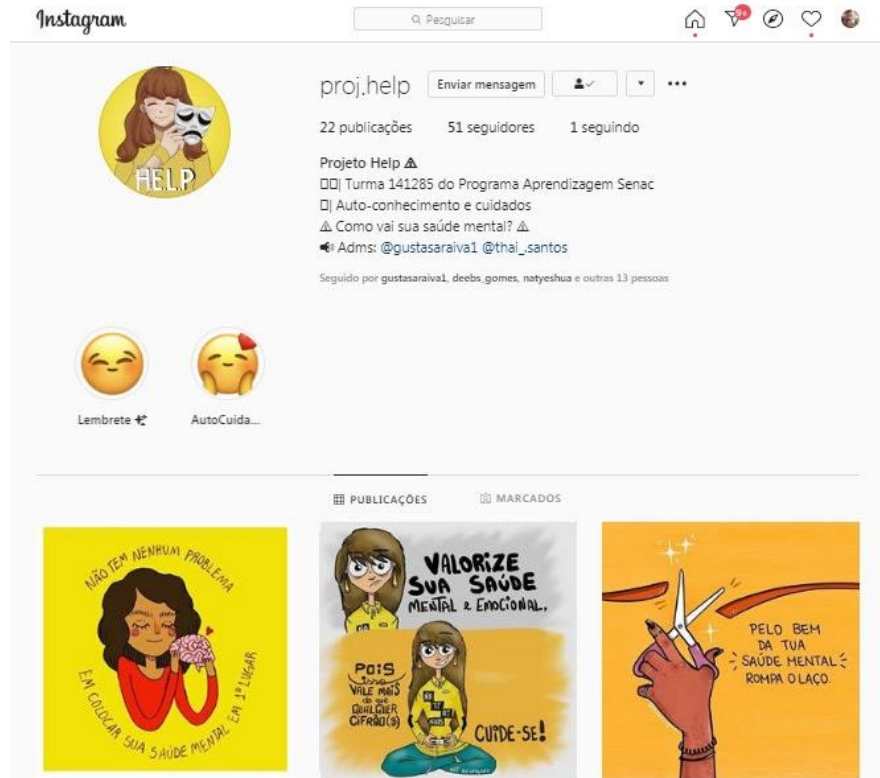 Instagram
Pesquisar
9+
proj.help
Enviar mensagem
22 publicações 51 seguidores 1 seguindo
Projeto Help ⚠
□□| Turma 141285 do Programa Aprendizagem Senac
□| Auto-conhecimento e cuidados
⚠ Como vai sua saúde mental? ⚠
🔊 Adms: @gustasaraiva1 @thai_.santos
Seguido por gustasaraiva1, deebs_gomes, natyeshua e outras 13 pessoas
H.E.L.P
Lembrete
AutoCuida...
PUBLICAÇÕES
MARCADOS
NÃO TEM NENHUM PROBLEMA
EM COLOCAR SUA SAÚDE MENTAL EM 1º LUGAR
VALORIZE
SUA SAÚDE
MENTAL E EMOCIONAL,
POIS
isso
VALE MAIS
do que
QUALQUER
CIFRÃO($)
CUIDE-SE!
PELO BEM
DA TUA
SAÚDE MENTAL
ROMPA O LAÇO.